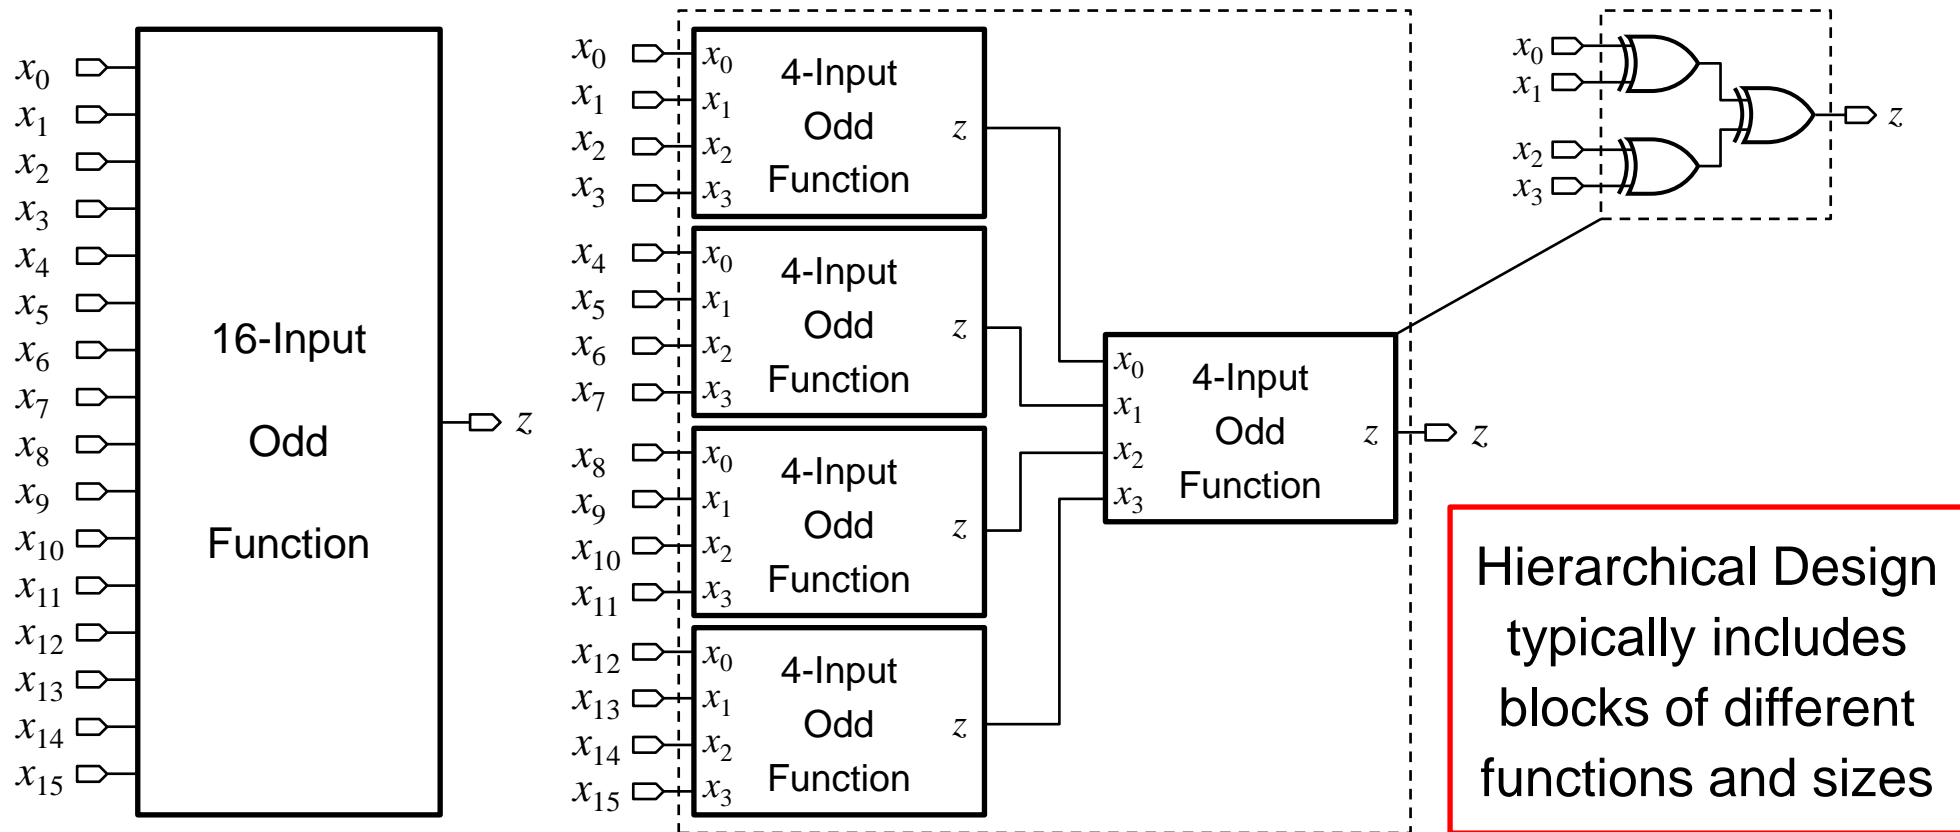 x0
x1
x2
x3
x4
x5
x6
x7
x8
x9
x10
x11
x12
x13
x14
x15
16-Input
Odd
Function
z
x0
x1
x2
x3
x4
x5
x6
x7
x8
x9
x10
x11
x12
x13
x14
x15
x0
x1
x2
x3
4-Input
Odd
Function
z
x0
x1
x2
x3
4-Input
Odd
Function
z
x0
x1
x2
x3
4-Input
Odd
Function
z
x0
x1
x2
x3
4-Input
Odd
Function
z
x0
x1
x2
x3
4-Input
Odd
Function
z
z
x0
x1
x2
x3
z
Hierarchical Design
typically includes
blocks of different
functions and sizes